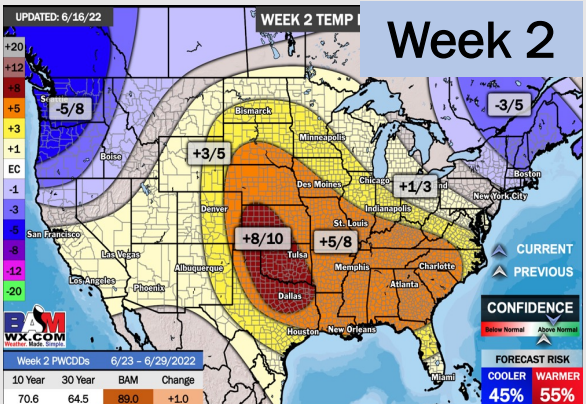 UPDATED: 6/16/22
WEEK 2 TEMP
Week 2
+20
+12
+8
+5
+3
+1
EC
-1
-3
-5
-8
-12
-20
-5/8
-3/5
Bismarck
Minneapolis
Boise
+3/5
Boston
Des Moines
Chicago
+1/3
New York City
Indianapolis
Denver
St. Louis
San Francisco
+8/10
+5/8
Tulsa
Las Vegas
Albuquerque
Memphis
Charlotte
Los Angeles
Phoenix
Atlanta
Dallas
Houston
New Orleans
Miami
CURRENT
PREVIOUS
CONFIDENCE
Below Normal
Above Normal
BAM
WX.COM
Weather. Made. Simple.
Week 2 PWCDDs
6/23 – 6/29/2022
10 Year
30 Year
BAM
Change
70.6
64.5
89.0
+1.0
FORECAST RISK
COOLER
WARMER
45%
55%